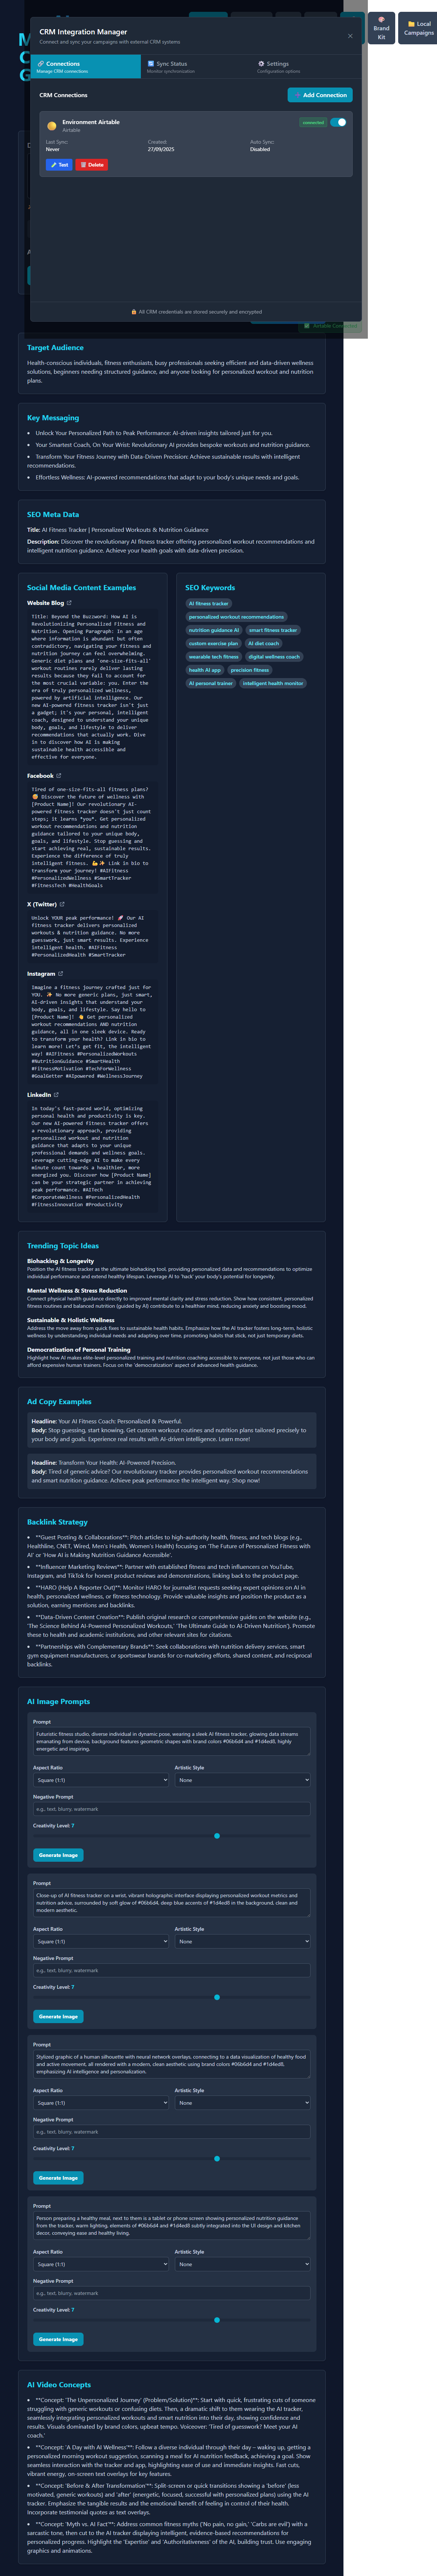 CRM Integration Manager
Connect and sync your campaigns with external CRM systems
Brand
Kit
Local
Campaigns
Connections
Manage CRM connections
Sync Status
Monitor synchronization
Settings
Configuration options
CRM Connections
Add Connection
Environment Airtable
Airtable
connected
Last Sync:
Never
Created:
27/09/2025
Auto Sync:
Disabled
Test
Delete
All CRM credentials are stored securely and encrypted
Airtable Connected
Target Audience
Health-conscious individuals, fitness enthusiasts, busy professionals seeking efficient and data-driven wellness
solutions, beginners needing structured guidance, and anyone looking for personalized workout and nutrition
plans.
Key Messaging
• Unlock Your Personalized Path to Peak Performance: AI-driven insights tailored just for you.
• Your Smartest Coach, On Your Wrist: Revolutionary AI provides bespoke workouts and nutrition guidance.
• Transform Your Fitness Journey with Data-Driven Precision: Achieve sustainable results with intelligent
recommendations.
• Effortless Wellness: AI-powered recommendations that adapt to your body's unique needs and goals.
SEO Meta Data
Title: AI Fitness Tracker | Personalized Workouts & Nutrition Guidance
Description: Discover the revolutionary AI fitness tracker offering personalized workout recommendations and
intelligent nutrition guidance. Achieve your health goals with data-driven precision.
Social Media Content Examples
Website Blog
Title: Beyond the Buzzword: How AI is
Revolutionizing Personalized Fitness and
Nutrition. Opening Paragraph: In an age
where information is abundant but often
contradictory, navigating your fitness and
nutrition journey can feel overwhelming.
Generic diet plans and 'one-size-fits-all'
workout routines rarely deliver lasting
results because they fail to account for
the most crucial variable: you. Enter the
era of truly personalized wellness,
powered by artificial intelligence. Our
new AI-powered fitness tracker isn't just
a gadget; it's your personal, intelligent
coach, designed to understand your unique
body, goals, and lifestyle to deliver
recommendations that actually work. Dive
in to discover how AI is making
sustainable health accessible and
effective for everyone.
Facebook
Tired of one-size-fits-all fitness plans?
Discover the future of wellness with
[Product Name]! Our revolutionary AI-
powered fitness tracker doesn't just count
steps; it learns *you*. Get personalized
workout recommendations and nutrition
guidance tailored to your unique body,
goals, and lifestyle. Stop guessing and
start achieving real, sustainable results.
Experience the difference of truly
intelligent fitness. 💪✨ Link in bio to
transform your journey! #AIFitness
#PersonalizedWellness #SmartTracker
#FitnessTech #HealthGoals
X (Twitter)
Unlock YOUR peak performance! 🚀 Our AI
fitness tracker delivers personalized
workouts & nutrition guidance. No more
guesswork, just smart results. Experience
intelligent health. #AIFitness
#PersonalizedHealth #SmartTracker
Instagram
Imagine a fitness journey crafted just for
YOU. ✨ No more generic plans, just smart,
AI-driven insights that understand your
body, goals, and lifestyle. Say hello to
[Product Name]! Get personalized
workout recommendations AND nutrition
guidance, all in one sleek device. Ready
to transform your health? Link in bio to
learn more! Let's get fit, the intelligent
way! #AIFitness #PersonalizedWorkouts
#NutritionGuidance #SmartHealth
#FitnessMotivation #TechForWellness
#GoalGetter #AIpowered #WellnessJourney
LinkedIn
In today's fast-paced world, optimizing
personal health and productivity is key.
Our new AI-powered fitness tracker offers
a revolutionary approach, providing
personalized workout and nutrition
guidance that adapts to your unique
professional demands and wellness goals.
Leverage cutting-edge AI to make every
minute count towards a healthier, more
energized you. Discover how [Product Name]
can be your strategic partner in achieving
peak performance. #AITech
#CorporateWellness #PersonalizedHealth
#FitnessInnovation #Productivity
SEO Keywords
AI fitness tracker
personalized workout recommendations
nutrition guidance AI smart fitness tracker
custom exercise plan AI diet coach
wearable tech fitness digital wellness coach
health AI app precision fitness
AI personal trainer intelligent health monitor
Trending Topic Ideas
Biohacking & Longevity
Position the AI fitness tracker as the ultimate biohacking tool, providing personalized data and recommendations to optimize
individual performance and extend healthy lifespan. Leverage AI to 'hack' your body's potential for longevity.
Mental Wellness & Stress Reduction
Connect physical health guidance directly to improved mental clarity and stress reduction. Show how consistent, personalized
fitness routines and balanced nutrition (guided by AI) contribute to a healthier mind, reducing anxiety and boosting mood.
Sustainable & Holistic Wellness
Address the move away from quick fixes to sustainable health habits. Emphasize how the AI tracker fosters long-term, holistic
wellness by understanding individual needs and adapting over time, promoting habits that stick, not just temporary diets.
Democratization of Personal Training
Highlight how AI makes elite-level personalized training and nutrition coaching accessible to everyone, not just those who can
afford expensive human trainers. Focus on the 'democratization' aspect of advanced health guidance.
Ad Copy Examples
Headline: Your AI Fitness Coach: Personalized & Powerful.
Body: Stop guessing, start knowing. Get custom workout routines and nutrition plans tailored precisely to
your body and goals. Experience real results with AI-driven intelligence. Learn more!
Headline: Transform Your Health: AI-Powered Precision.
Body: Tired of generic advice? Our revolutionary tracker provides personalized workout recommendations
and smart nutrition guidance. Achieve peak performance the intelligent way. Shop now!
Backlink Strategy
• **Guest Posting & Collaborations**: Pitch articles to high-authority health, fitness, and tech blogs (e.g.,
Healthline, CNET, Wired, Men's Health, Women's Health) focusing on 'The Future of Personalized Fitness with
AI' or 'How AI is Making Nutrition Guidance Accessible'.
• **Influencer Marketing Reviews**: Partner with established fitness and tech influencers on YouTube,
Instagram, and TikTok for honest product reviews and demonstrations, linking back to the product page.
• **HARO (Help A Reporter Out)**: Monitor HARO for journalist requests seeking expert opinions on AI in
health, personalized wellness, or fitness technology. Provide valuable insights and position the product as a
solution, earning mentions and backlinks.
• **Data-Driven Content Creation**: Publish original research or comprehensive guides on the website (e.g.,
'The Science Behind AI-Powered Personalized Workouts,' 'The Ultimate Guide to AI-Driven Nutrition'). Promote
these to health and academic institutions, and other relevant sites for citations.
• **Partnerships with Complementary Brands**: Seek collaborations with nutrition delivery services, smart
gym equipment manufacturers, or sportswear brands for co-marketing efforts, shared content, and reciprocal
backlinks.
AI Image Prompts
Prompt
Futuristic fitness studio, diverse individual in dynamic pose, wearing a sleek AI fitness tracker, glowing data streams
emanating from device, background features geometric shapes with brand colors #06b6d4 and #1d4ed8, highly
energetic and inspiring.
Aspect Ratio
Artistic Style
Square (1:1)
None
Negative Prompt
e.g., text, blurry, watermark
Creativity Level: 7
Generate Image
Prompt
Close-up of AI fitness tracker on a wrist, vibrant holographic interface displaying personalized workout metrics and
nutrition advice, surrounded by soft glow of #06b6d4, deep blue accents of #1d4ed8 in the background, clean and
modern aesthetic.
Aspect Ratio
Artistic Style
Square (1:1)
None
Negative Prompt
e.g., text, blurry, watermark
Creativity Level: 7
Generate Image
Prompt
Stylized graphic of a human silhouette with neural network overlays, connecting to a data visualization of healthy food
and active movement, all rendered with a modern, clean aesthetic using brand colors #06b6d4 and #1d4ed8,
emphasizing AI intelligence and personalization.
Aspect Ratio
Artistic Style
Square (1:1)
None
Negative Prompt
e.g., text, blurry, watermark
Creativity Level: 7
Generate Image
Prompt
Person preparing a healthy meal, next to them is a tablet or phone screen showing personalized nutrition guidance
from the tracker, warm lighting, elements of #06b6d4 and #1d4ed8 subtly integrated into the UI design and kitchen
decor, conveying ease and healthy living.
Aspect Ratio
Artistic Style
Square (1:1)
None
Negative Prompt
e.g., text, blurry, watermark
Creativity Level: 7
Generate Image
AI Video Concepts
• **Concept: 'The Unpersonalized Journey' (Problem/Solution)**: Start with quick, frustrating cuts of someone
struggling with generic workouts or confusing diets. Then, a dramatic shift to them wearing the AI tracker,
seamlessly integrating personalized workouts and smart nutrition into their day, showing confidence and
results. Visuals dominated by brand colors, upbeat tempo. Voiceover: 'Tired of guesswork? Meet your AI
coach.'
• **Concept: 'A Day with AI Wellness'**: Follow a diverse individual through their day – waking up, getting a
personalized morning workout suggestion, scanning a meal for AI nutrition feedback, achieving a goal. Show
seamless interaction with the tracker and app, highlighting ease of use and immediate insights. Fast cuts,
vibrant energy, on-screen text overlays for key features.
• **Concept: 'Before & After Transformation'**: Split-screen or quick transitions showing a 'before' (less
motivated, generic workouts) and 'after' (energetic, focused, successful with personalized plans) using the AI
tracker. Emphasize the tangible results and the emotional benefit of feeling in control of their health.
Incorporate testimonial quotes as text overlays.
• **Concept: 'Myth vs. AI Fact'**: Address common fitness myths ('No pain, no gain,' 'Carbs are evil') with a
sarcastic tone, then cut to the AI tracker displaying intelligent, evidence-based recommendations for
personalized progress. Highlight the 'Expertise' and 'Authoritativeness' of the AI, building trust. Use engaging
graphics and animations.